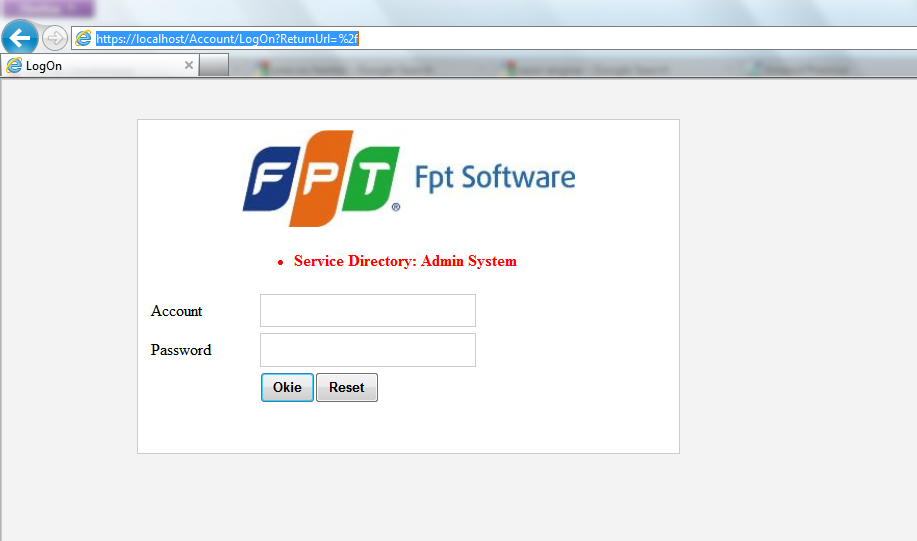 https://localhost/Account/LogOn?ReturnUrl=%2f
LogOn
FPT®
Fpt Software
Service Directory: Admin System
Account
Password
Okie
Reset